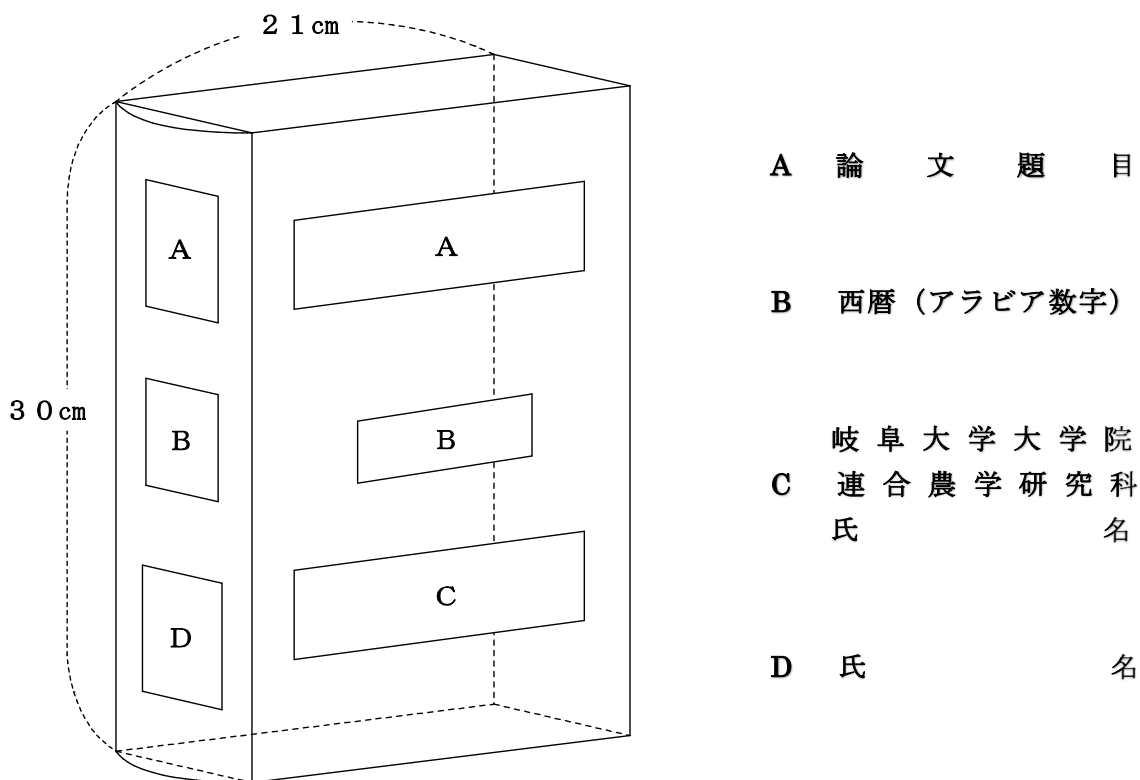 ２１㎝
３０㎝
A
A
B
B
D
C
A 論文題目
B 西暦（アラビア数字）
岐阜大学大学院
C 連合農学研究科
氏名
D 氏名